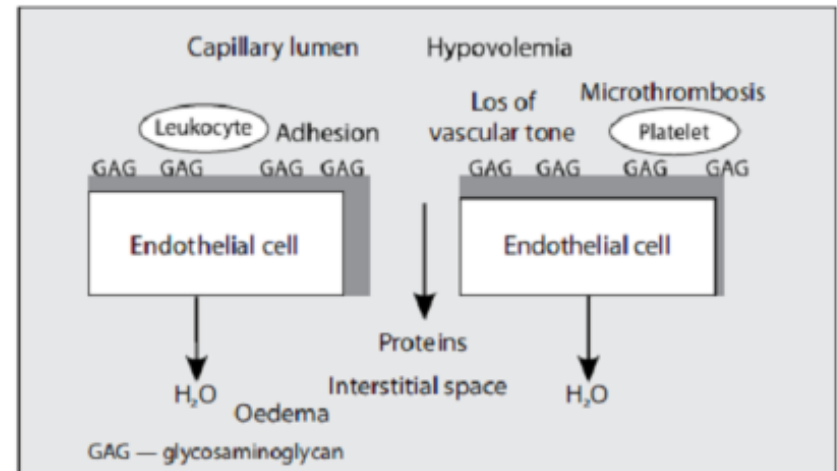 Capillary lumen
Hypovolemia
Microthrombosis
Los of
vascular tone
Leukocyte
Adhesion
Platelet
GAG GAG GAG GAG
GAG GAG GAG GAG
Endothelial cell
Endothelial cell
Proteins
Interstitial space
H₂O
H₂O
Oedema
GAG — glycosaminoglycan